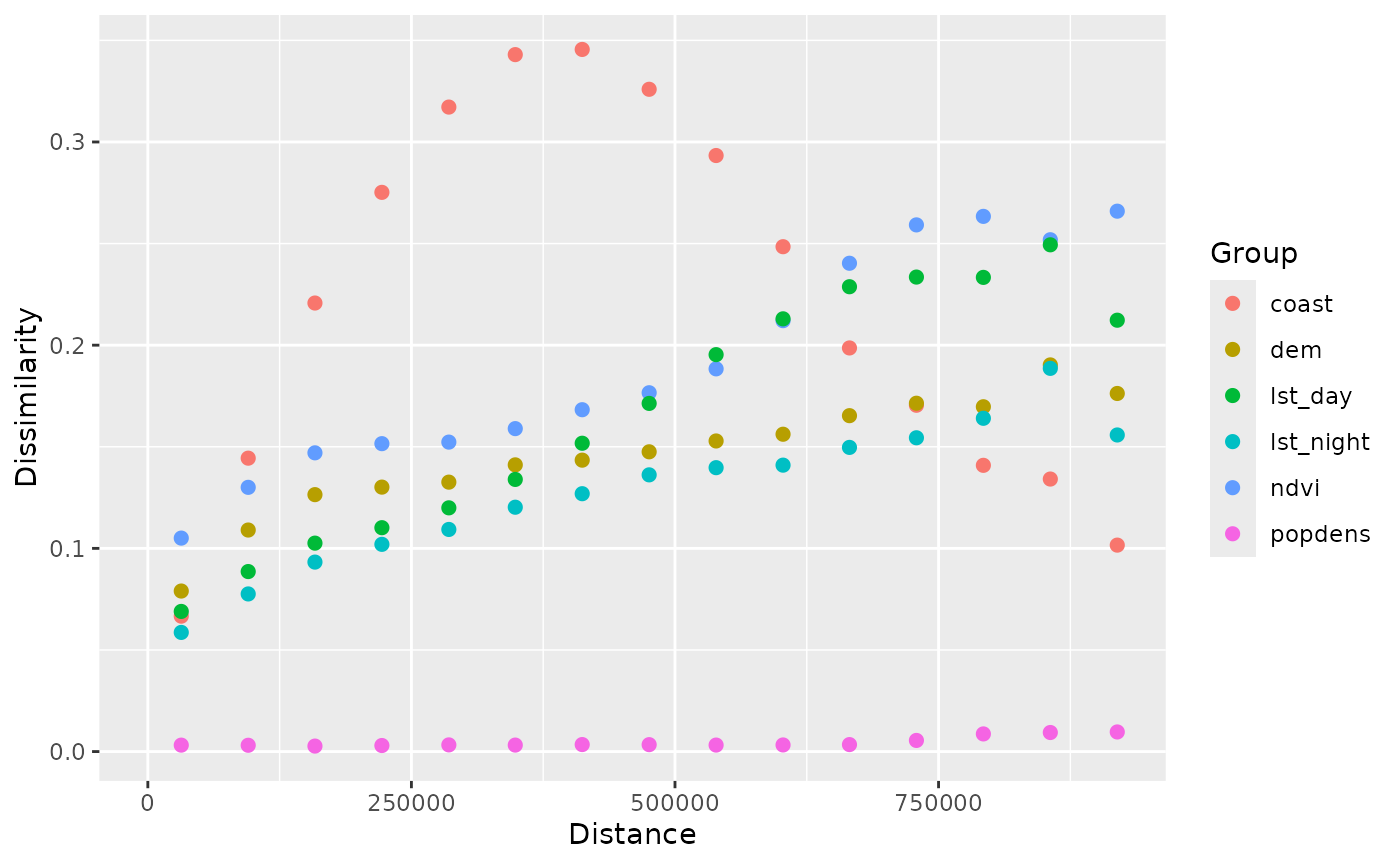 Dissimilarity
0.3
0.2
0.1
0.0
0
250000
500000
750000
Distance
Group
coast
dem
lst_day
lst_night
ndvi
popdens